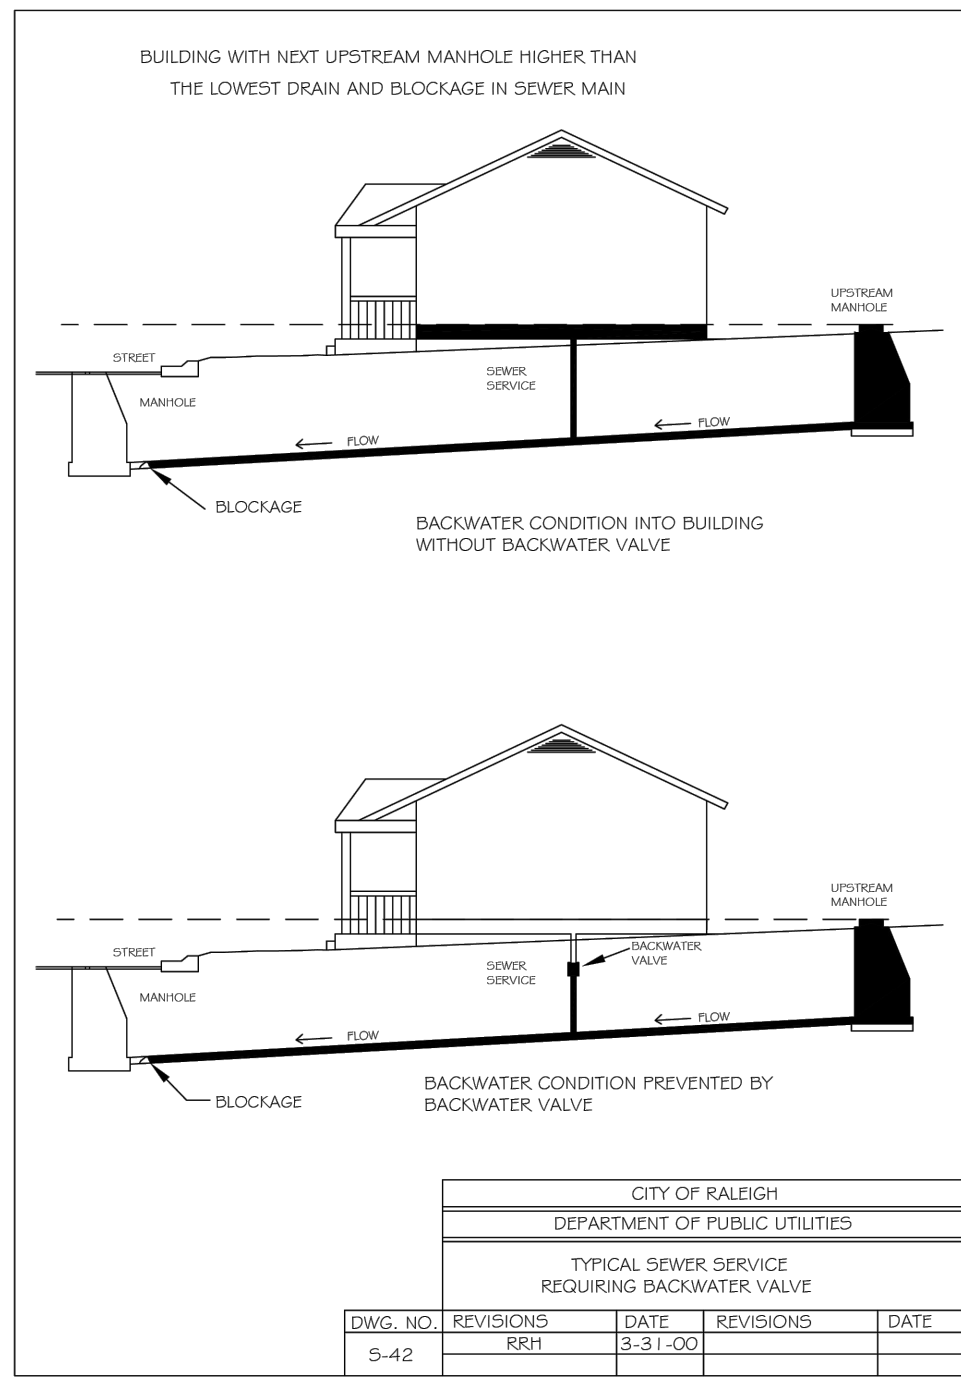 BUILDING WITH NEXT UPSTREAM MANHOLE HIGHER THAN
THE LOWEST DRAIN AND BLOCKAGE IN SEWER MAIN
UPSTREAM
MANHOLE
STREET
SEWER
SERVICE
MANHOLE
FLOW
FLOW
BLOCKAGE
BACKWATER CONDITION INTO BUILDING
WITHOUT BACKWATER VALVE
UPSTREAM
MANHOLE
STREET
BACKWATER
VALVE
SEWER
SERVICE
MANHOLE
FLOW
FLOW
BLOCKAGE
BACKWATER CONDITION PREVENTED BY
BACKWATER VALVE
CITY OF RALEIGH
DEPARTMENT OF PUBLIC UTILITIES
TYPICAL SEWER SERVICE
REQUIRING BACKWATER VALVE
DWG. NO. REVISIONS DATE REVISIONS DATE
RRH 3-31-00
S-42